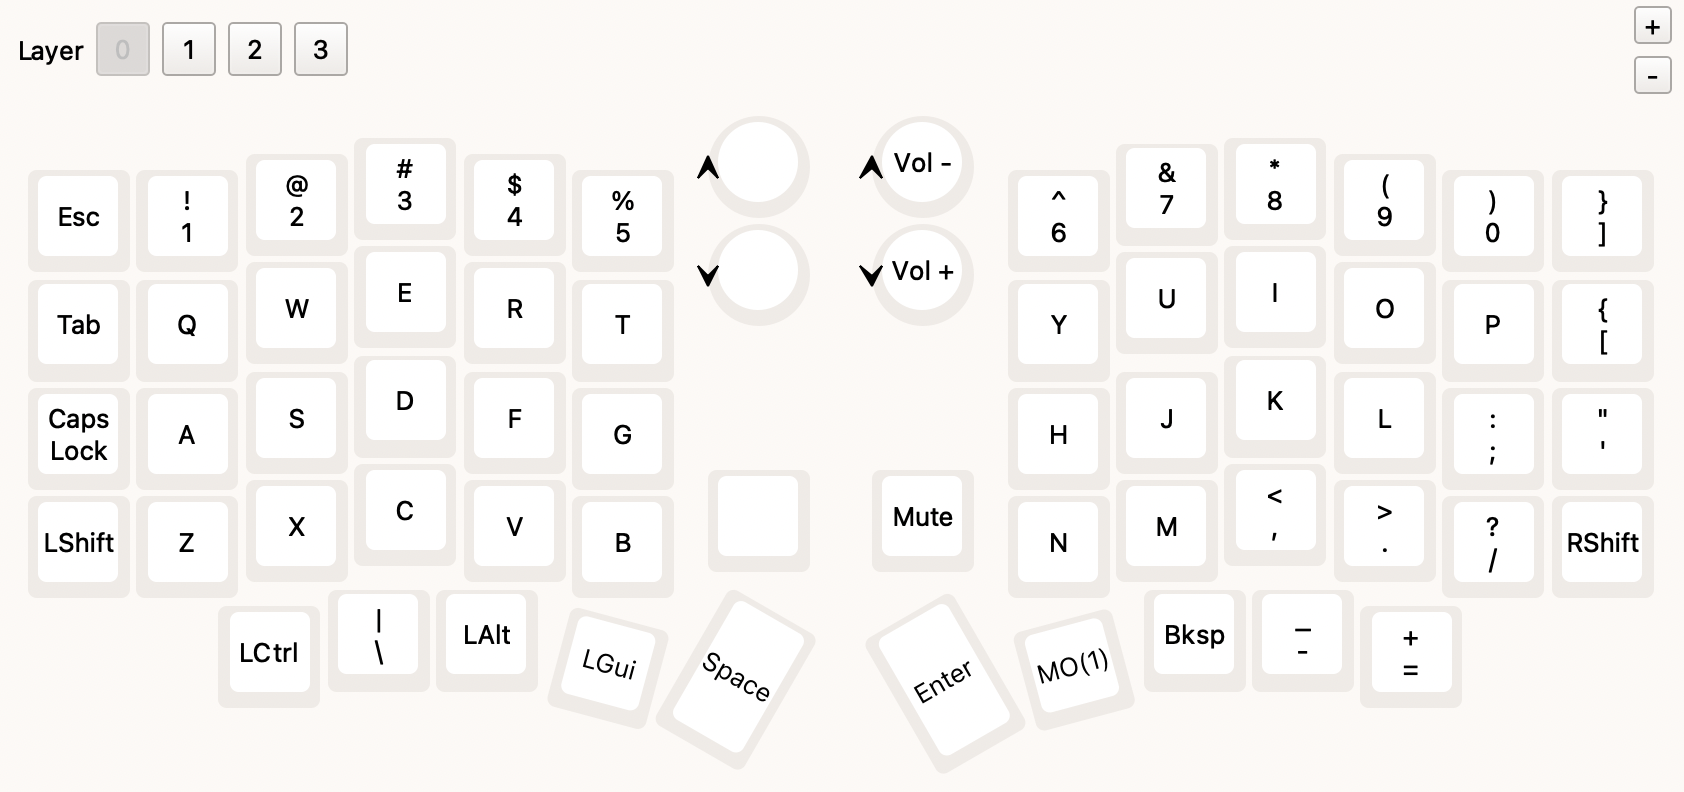 Layer 0 1 2 3
+
-
Esc ! 1 @ 2 # 3 $ 4 % 5
Vol -
^ 6 & 7 * 8 ( 9 ) 0 } ]
Vol +
Tab Q W E R T
Y U I O P { [
Caps Lock A S D F G
H J K L : ; " '
LShift Z X C V B
Mute
N M < , > . ? / RShift
LCtrl | \ LAlt LGui Space
Enter MO(1) Bksp _ - + =